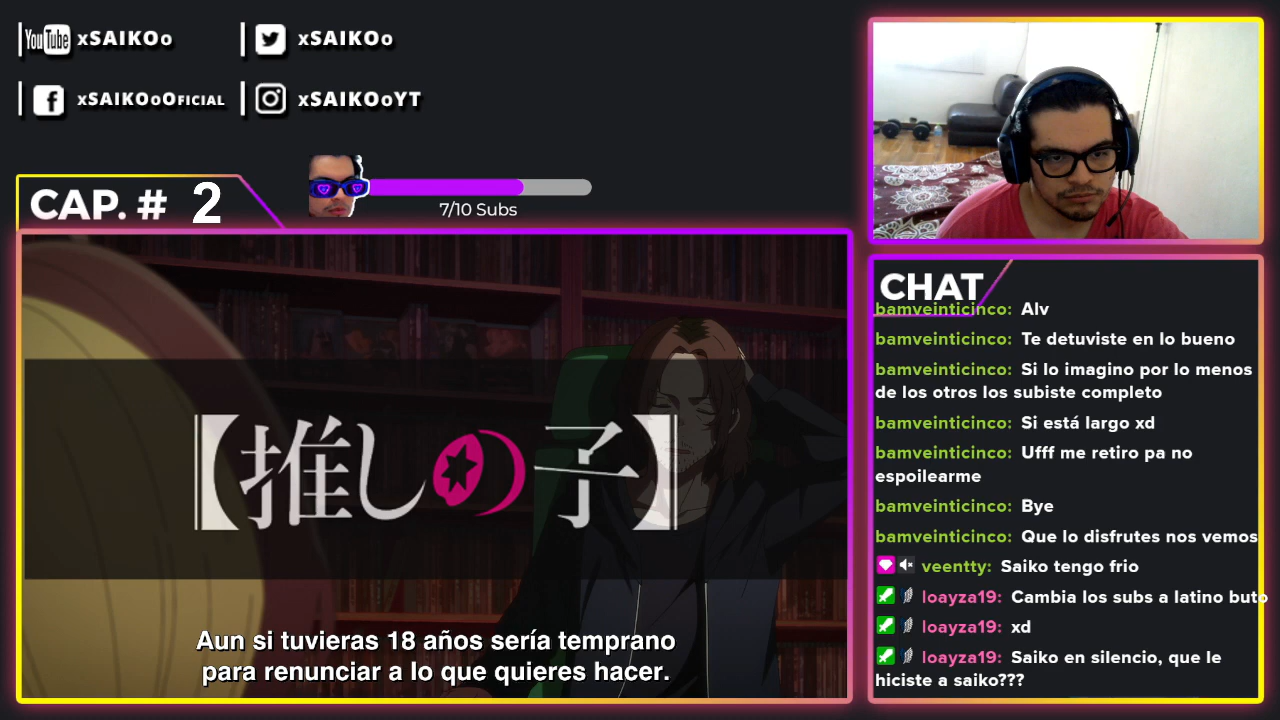 YouTube xSAIKOo
xSAIKOo
xSAIKOoOFICIAL
xSAIKOoYT
CAP. # 2
7/10 Subs
【推しの子】
Aun si tuvieras 18 años sería temprano
para renunciar a lo que quieres hacer.
CHAT
bamveinticinco: Alv
bamveinticinco: Te detuviste en lo bueno
bamveinticinco: Si lo imagino por lo menos
de los otros los subiste completo
bamveinticinco: Si está largo xd
bamveinticinco: Ufff me retiro pa no
espoilearme
bamveinticinco: Bye
bamveinticinco: Que lo disfrutes nos vemos
veentty: Saiko tengo frio
loayza19: Cambia los subs a latino buto
loayza19: xd
loayza19: Saiko en silencio, que le
hiciste a saiko???